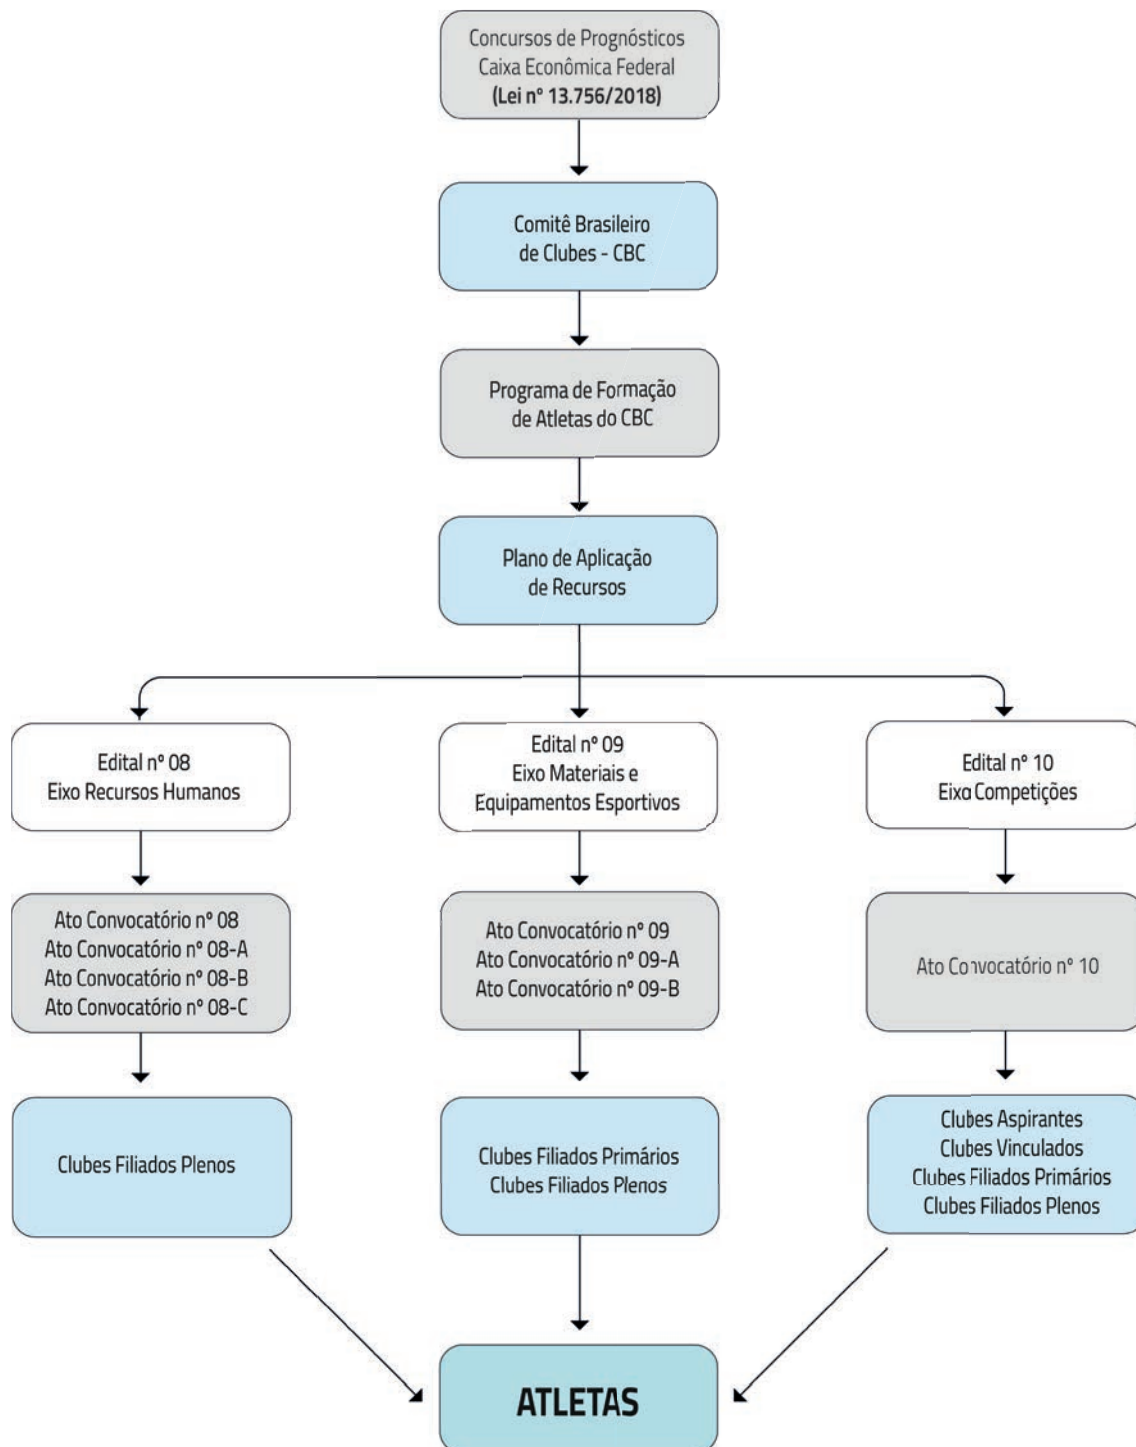 Concursos de Prognósticos
Caixa Econômica Federal
(Lei nº 13.756/2018)
Comitê Brasileiro
de Clubes - CBC
Programa de Formação
de Atletas do CBC
Plano de Aplicação
de Recursos
Edital nº 08
Eixo Recursos Humanos
Edital nº 09
Eixo Materiais e
Equipamentos Esportivos
Edital nº 10
Eixo Competições
Ato Convocatório nº 08
Ato Convocatório nº 08-A
Ato Convocatório nº 08-B
Ato Convocatório nº 08-C
Ato Convocatório nº 09
Ato Convocatório nº 09-A
Ato Convocatório nº 09-B
Ato Convocatório nº 10
Clubes Filiados Plenos
Clubes Filiados Primários
Clubes Filiados Plenos
Clubes Aspirantes
Clubes Vinculados
Clubes Filiados Primários
Clubes Filiados Plenos
ATLETAS